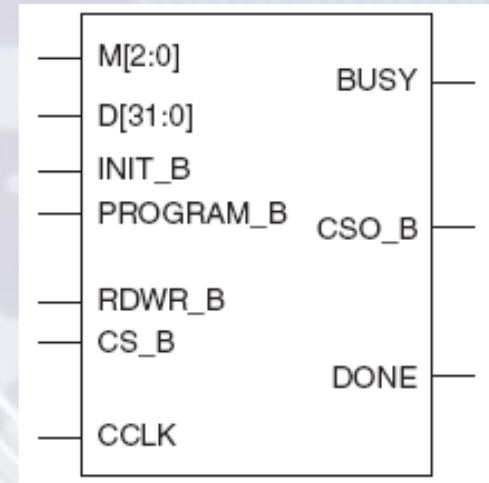 M[2:0]
BUSY
D[31:0]
INIT_B
PROGRAM_B
CSO_B
RDWR_B
CS_B
DONE
CCLK